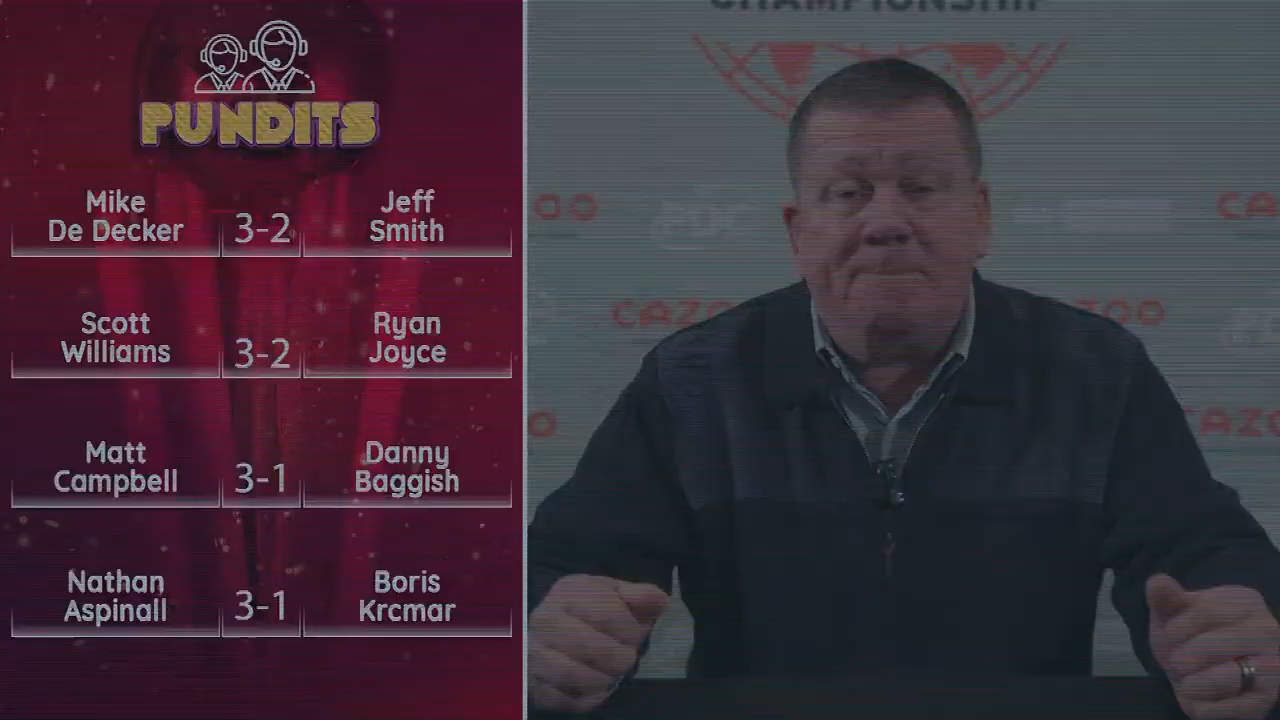 PUNDITS
Mike
De Decker
3-2
Jeff
Smith
Scott
Williams
3-2
Ryan
Joyce
Matt
Campbell
3-1
Danny
Baggish
Nathan
Aspinall
3-1
Boris
Krcmar
CHAMPIONSHIP
CAZOO